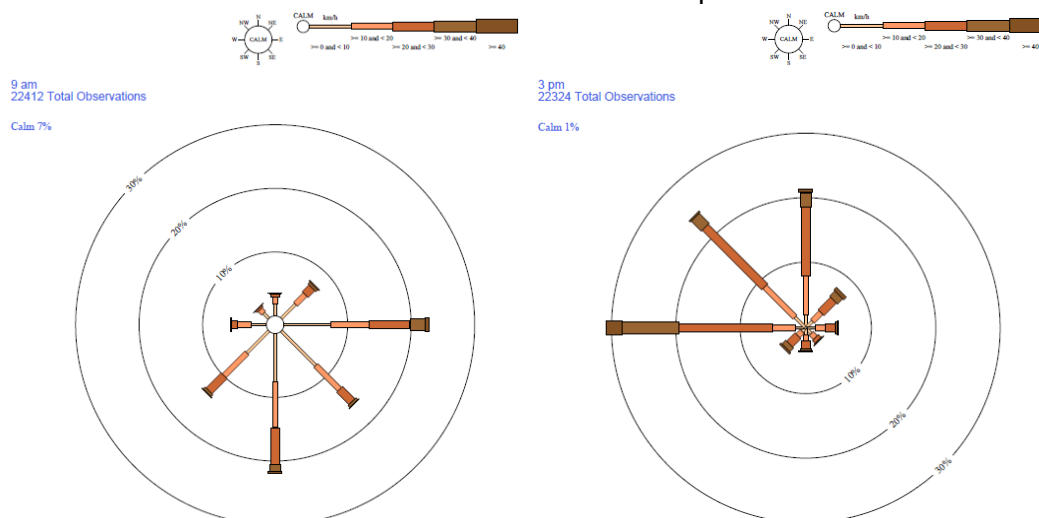 N
NW NE
W CALM E
SW SE
S
CALM km/h
>= 10 and < 20 >= 30 and < 40
>= 0 and < 10 >= 20 and < 30 >= 40
N
NW NE
W CALM E
SW SE
S
CALM km/h
>= 10 and < 20 >= 30 and < 40
>= 0 and < 10 >= 20 and < 30 >= 40
9 am
22412 Total Observations
Calm 7%
30%
20%
10%
3 pm
22324 Total Observations
Calm 1%
10%
20%
30%